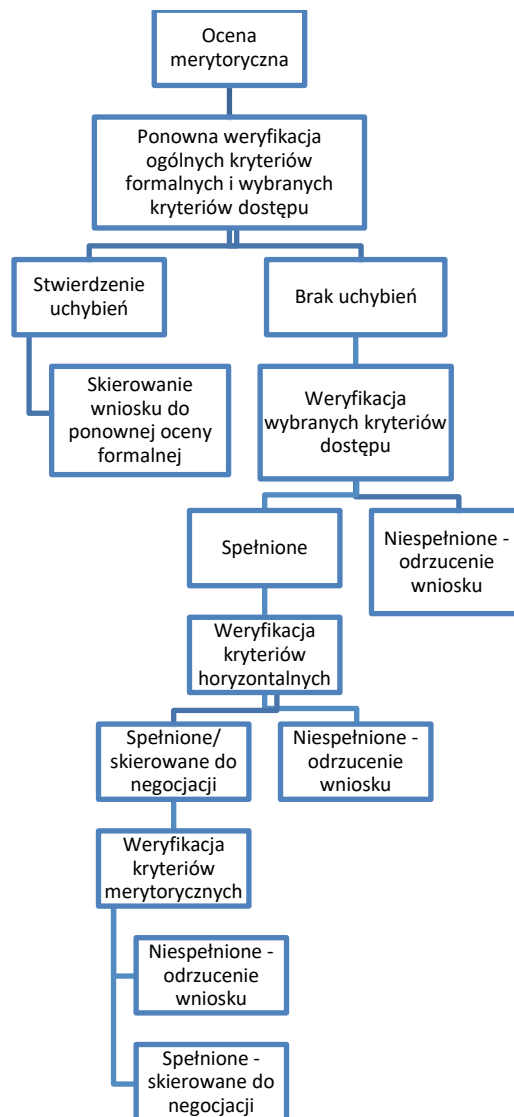 Ocena
merytoryczna
Ponowna weryfikacja
ogólnych kryteriów
formalnych i wybranych
kryteriów dostępu
Stwierdzenie
uchybień
Brak uchybień
Skierowanie
wniosku do
ponownej oceny
formalnej
Weryfikacja
wybranych kryteriów
dostępu
Spełnione
Niespełnione -
odrzucenie
wniosku
Weryfikacja
kryteriów
horyzontalnych
Spełnione/
skierowane do
negocjacji
Niespełnione -
odrzucenie
wniosku
Weryfikacja
kryteriów
merytorycznych
Niespełnione -
odrzucenie
wniosku
Spełnione -
skierowane do
negocjacji